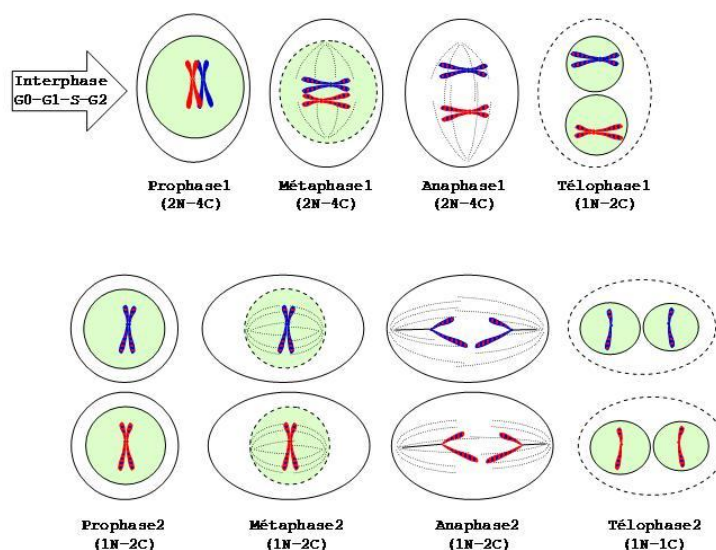 Interphase
G0-G1-S-G2
Prophase1
(2N-4C)
Métaphase1
(2N-4C)
Anaphase1
(2N-4C)
Télophase1
(1N-2C)
Prophase2
(1N-2C)
Métaphase2
(1N-2C)
Anaphase2
(1N-2C)
Télophase2
(1N-1C)